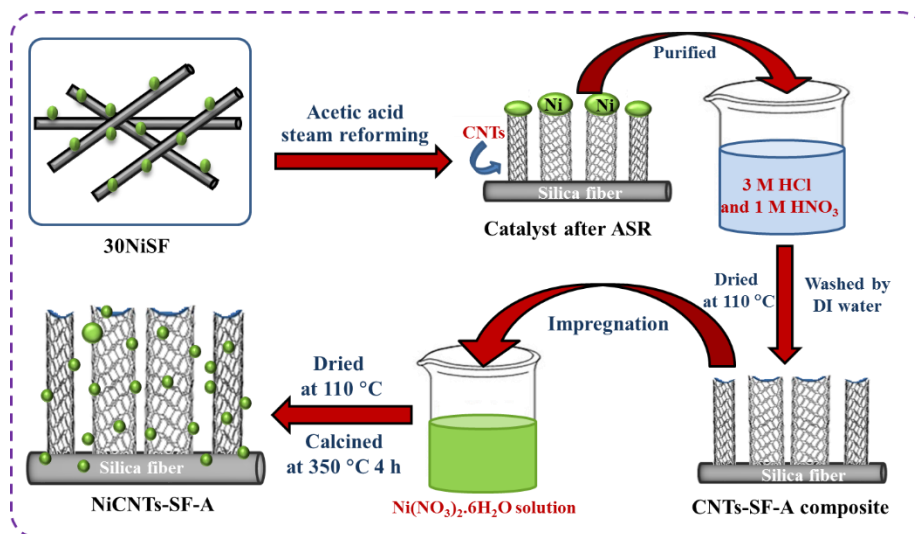 30NiSF
Acetic acid
steam reforming
CNTs
Ni
Ni
Silica fiber
Catalyst after ASR
Purified
3 M HCl
and 1 M HNO₃
Dried
at 110 °C
Washed by
DI water
Silica fiber
CNTs-SF-A composite
Impregnation
Ni(NO₃)₂.6H₂O solution
Dried
at 110 °C
Calcined
at 350 °C 4 h
Silica fiber
NiCNTs-SF-A